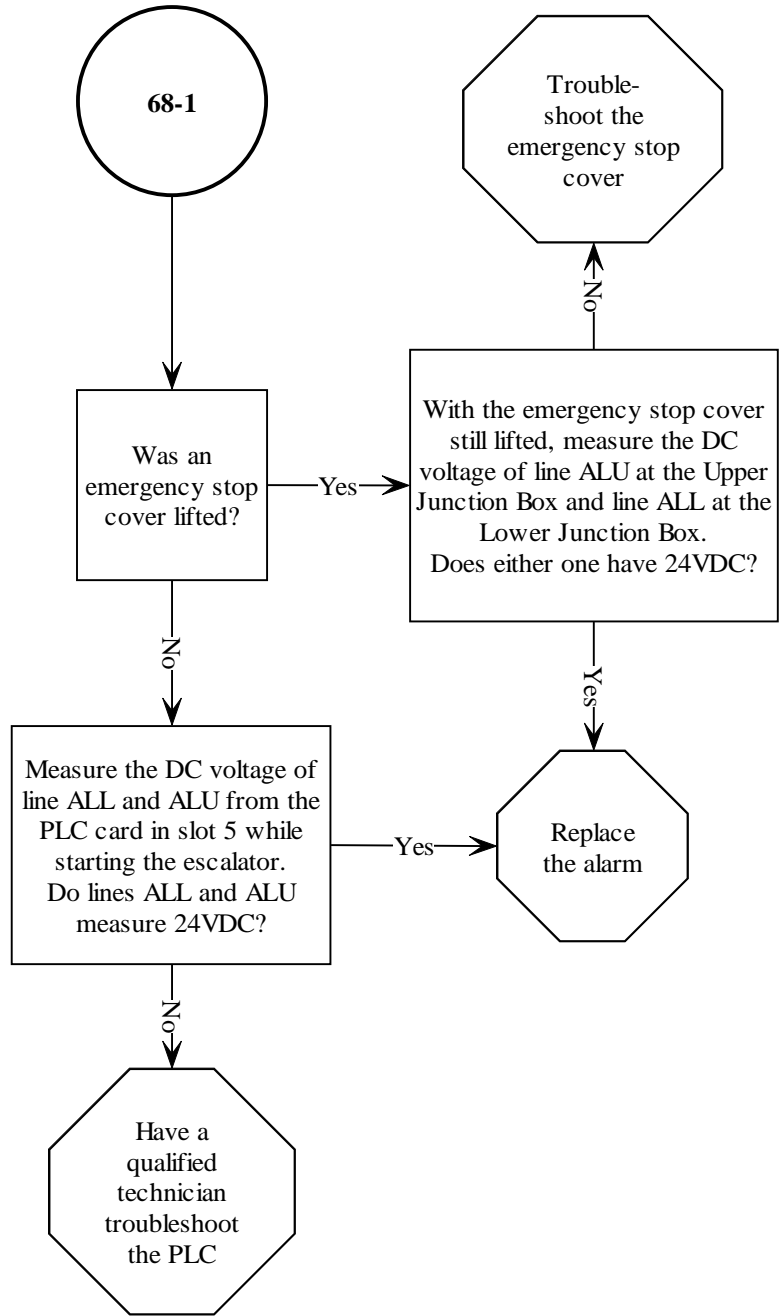 68-1
Trouble-
shoot the
emergency stop
cover
No
Was an
emergency stop
cover lifted?
Yes
With the emergency stop cover
still lifted, measure the DC
voltage of line ALU at the Upper
Junction Box and line ALL at the
Lower Junction Box.
Does either one have 24VDC?
No
Yes
Measure the DC voltage of
line ALL and ALU from the
PLC card in slot 5 while
starting the escalator.
Do lines ALL and ALU
measure 24VDC?
Yes
Replace
the alarm
No
Have a
qualified
technician
troubleshoot
the PLC